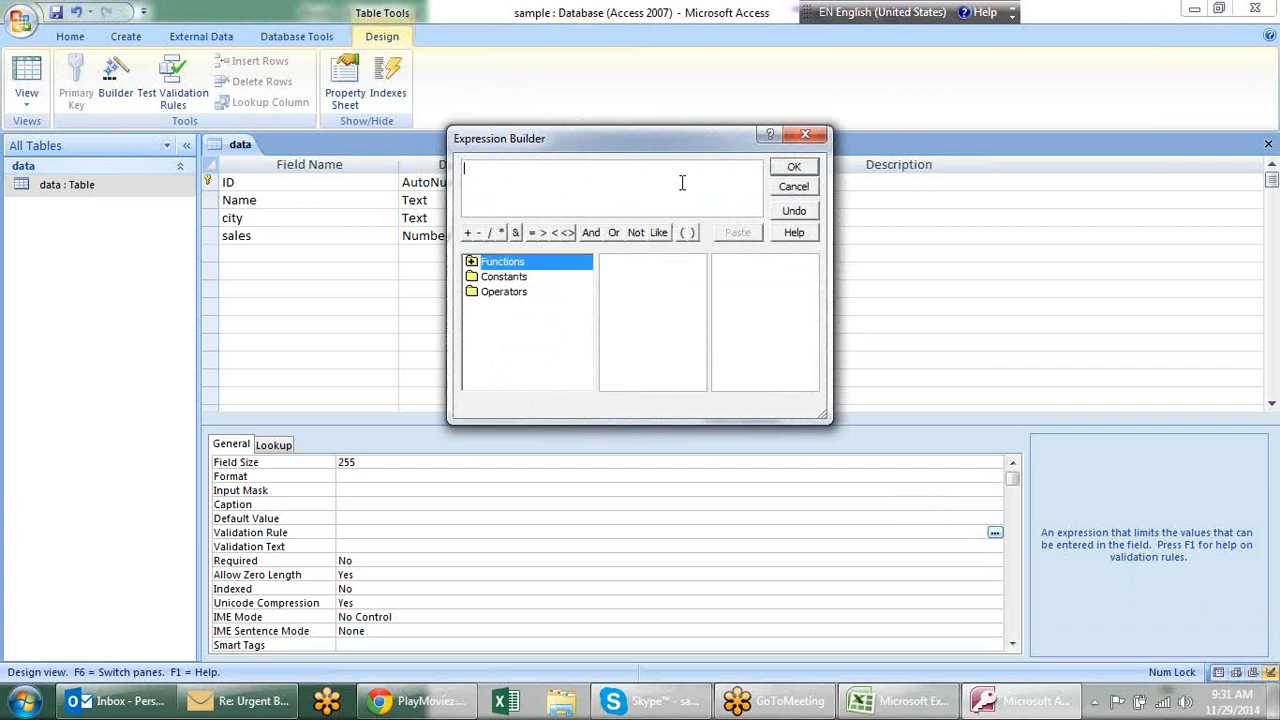 Table Tools
sample : Database (Access 2007) - Microsoft Access
EN English (United States)
Help
Home
Create
External Data
Database Tools
Design
View
Primary Key
Builder
Test Validation Rules
Insert Rows
Delete Rows
Lookup Column
Property Sheet
Indexes
Views
Tools
Show/Hide
All Tables
data
data : Table
data
Field Name
Description
ID
AutoNu
Name
Text
city
Text
sales
Number
Expression Builder
OK
Cancel
Undo
+ - / * & = > < <> And Or Not Like ( )
Paste
Help
Functions
Constants
Operators
General
Lookup
Field Size
255
Format
Input Mask
Caption
Default Value
Validation Rule
...
Validation Text
Required
No
Allow Zero Length
Yes
Indexed
No
Unicode Compression
Yes
IME Mode
No Control
IME Sentence Mode
None
Smart Tags
An expression that limits the values that can
be entered in the field. Press F1 for help on
validation rules.
Design view. F6 = Switch panes. F1 = Help.
Num Lock
Inbox - Pers...
Re: Urgent B...
PlayMoviez....
Skype™ - sa...
GoToMeeting
Microsoft Ex...
Microsoft A...
9:31 AM
11/29/2014